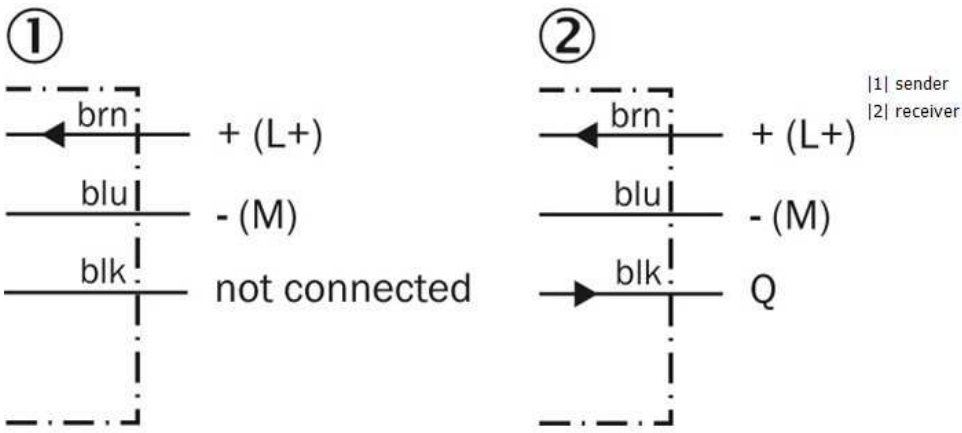 ①
brn
+ (L+)
blu
- (M)
blk
not connected
②
brn
+ (L+)
blu
- (M)
blk
Q
|1| sender
|2| receiver